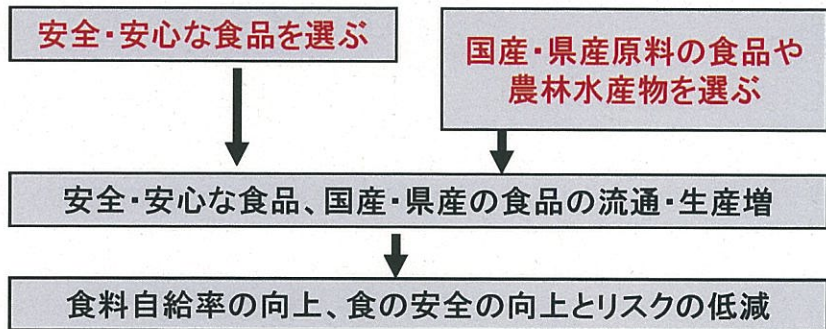 安全・安心な食品を選ぶ
国産・県産原料の食品や
農林水産物を選ぶ
安全・安心な食品、国産・県産の食品の流通・生産増
食料自給率の向上、食の安全の向上とリスクの低減